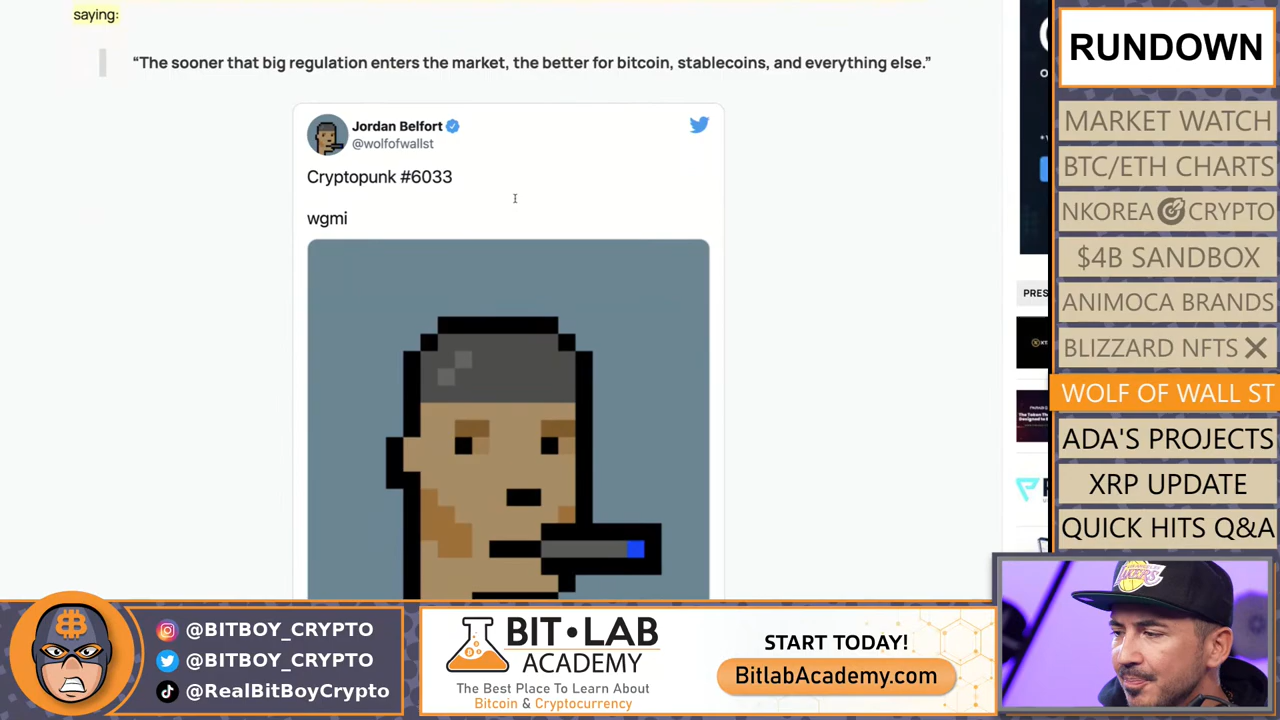 saying:
“The sooner that big regulation enters the market, the better for bitcoin, stablecoins, and everything else.”
Jordan Belfort
@wolfofwallst
Cryptopunk #6033
wgmi
PRES
RUNDOWN
MARKET WATCH
BTC/ETH CHARTS
NKOREA CRYPTO
$4B SANDBOX
ANIMOCA BRANDS
BLIZZARD NFTS
WOLF OF WALL ST
ADA'S PROJECTS
XRP UPDATE
QUICK HITS Q&A
LAKERS
@BITBOY_CRYPTO
@BITBOY_CRYPTO
@RealBitBoyCrypto
BIT•LAB
ACADEMY
The Best Place To Learn About
Bitcoin & Cryptocurrency
START TODAY!
BitlabAcademy.com